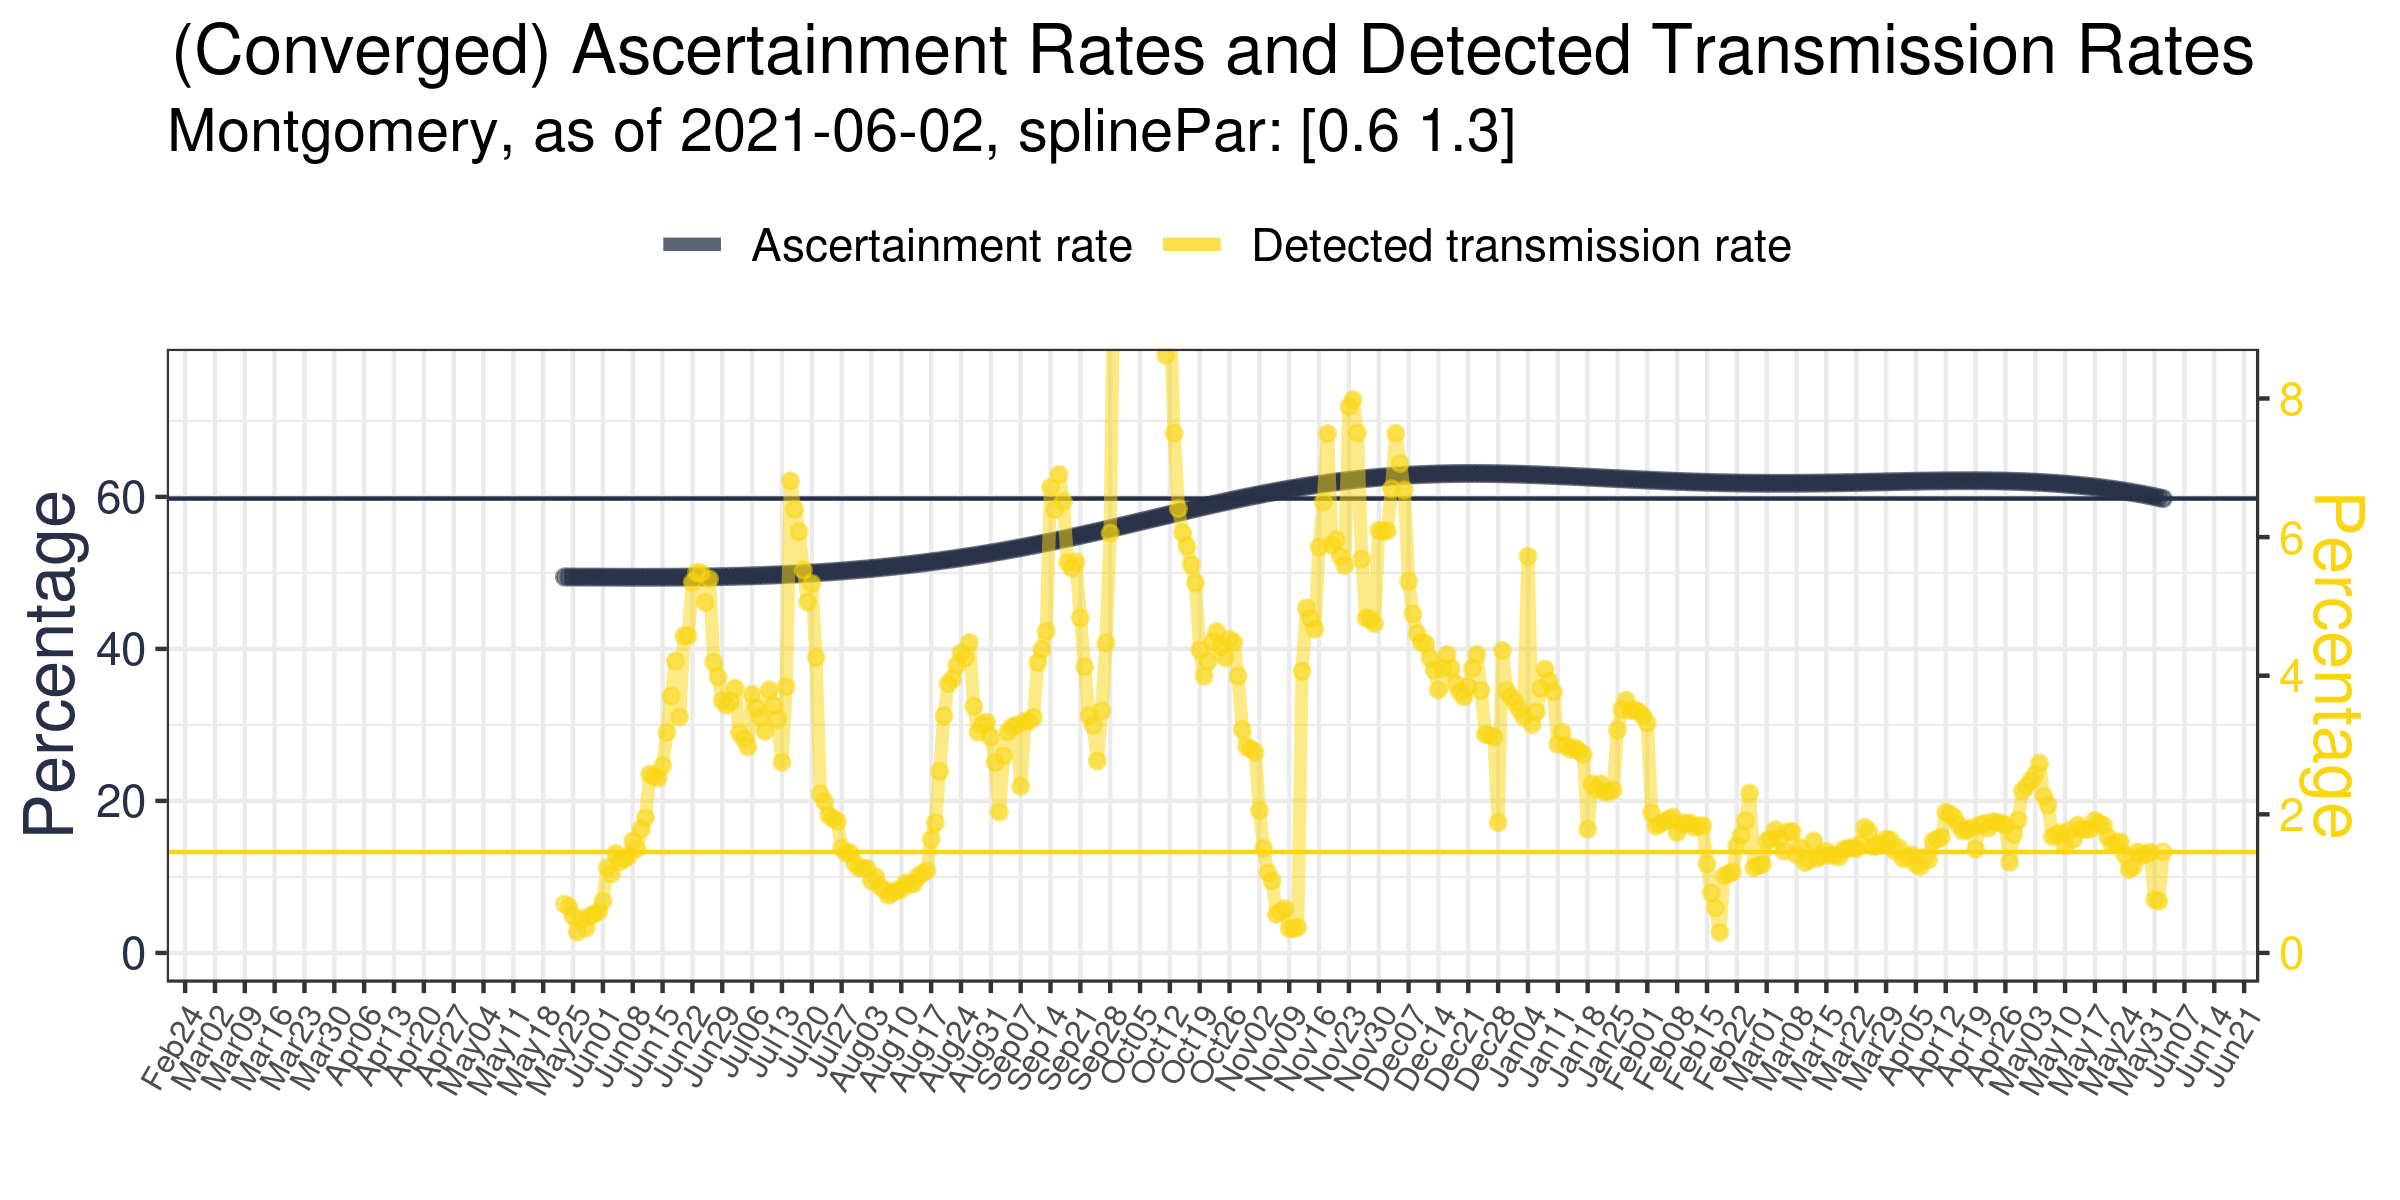 (Converged) Ascertainment Rates and Detected Transmission Rates
Montgomery, as of 2021-06-02, splinePar: [0.6 1.3]
Ascertainment rate Detected transmission rate
Percentage
60
40
20
0
8
6
4
2
0
Percentage
Feb24 Mar02 Mar09 Mar16 Mar23 Mar30 Apr06 Apr13 Apr20 Apr27 May04 May11 May18 May25 Jun01 Jun08 Jun15 Jun22 Jun29 Jul06 Jul13 Jul20 Jul27 Aug03 Aug10 Aug17 Aug24 Aug31 Sep07 Sep14 Sep21 Sep28 Oct05 Oct12 Oct19 Oct26 Nov02 Nov09 Nov16 Nov23 Nov30 Dec07 Dec14 Dec21 Dec28 Jan04 Jan11 Jan18 Jan25 Feb01 Feb08 Feb15 Feb22 Mar01 Mar08 Mar15 Mar22 Mar29 Apr05 Apr12 Apr19 Apr26 May03 May10 May17 May24 May31 Jun07 Jun14 Jun21